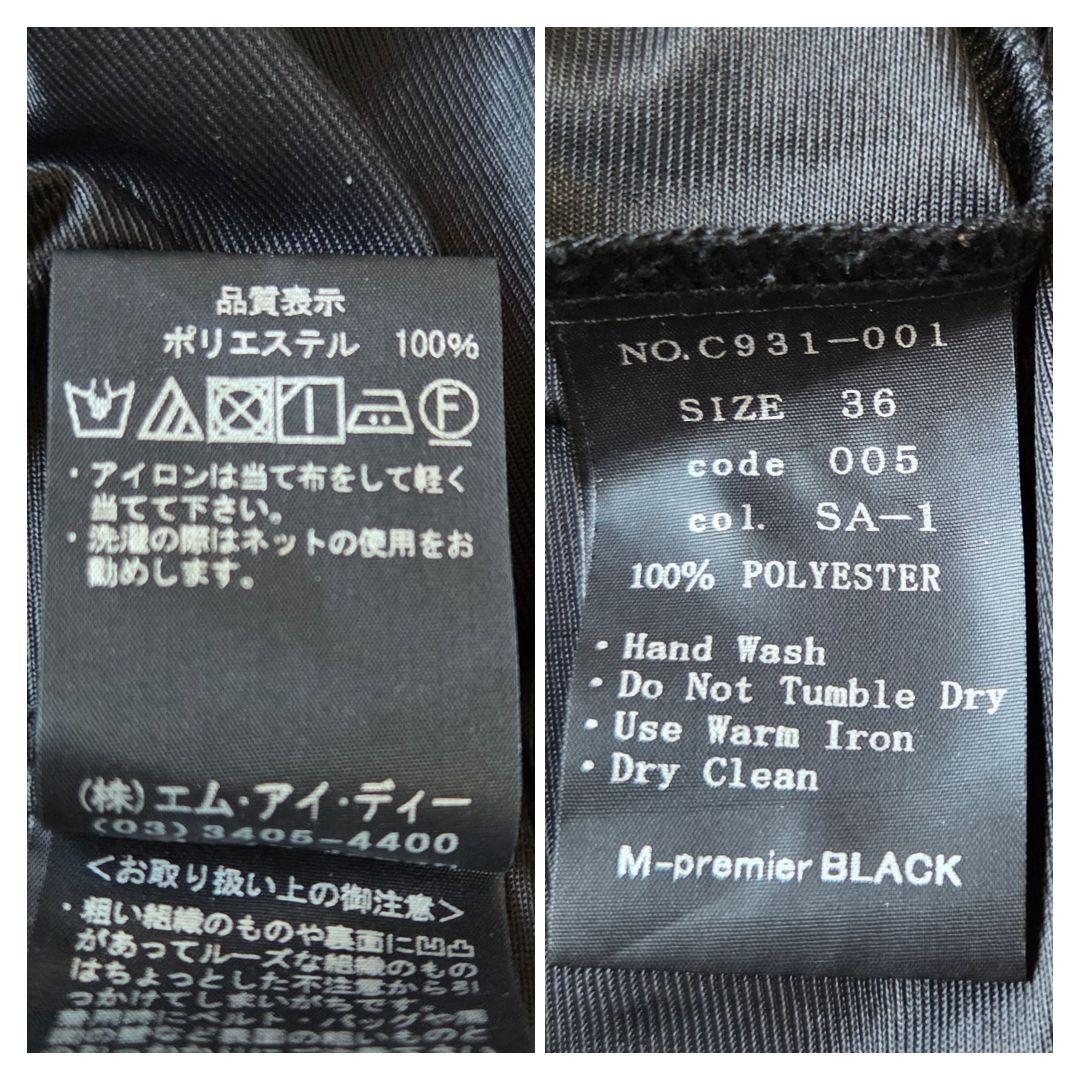 品質表示
ポリエステル 100%
F
・アイロンは当て布をして軽く
当てて下さい。
・洗濯の際はネットの使用をお
勧めします。
(株)エム・アイ・ディー
(03)3405-4400
<お取り扱い上の御注意>
・粗い組織のものや裏面に凹凸
があってルーズな組織のもの
はちょっとした不注意から引
っかけてしまいがちです。
NO.C931-001
SIZE 36
code 005
col. SA-1
100% POLYESTER
・Hand Wash
・Do Not Tumble Dry
・Use Warm Iron
・Dry Clean
M-premier BLACK